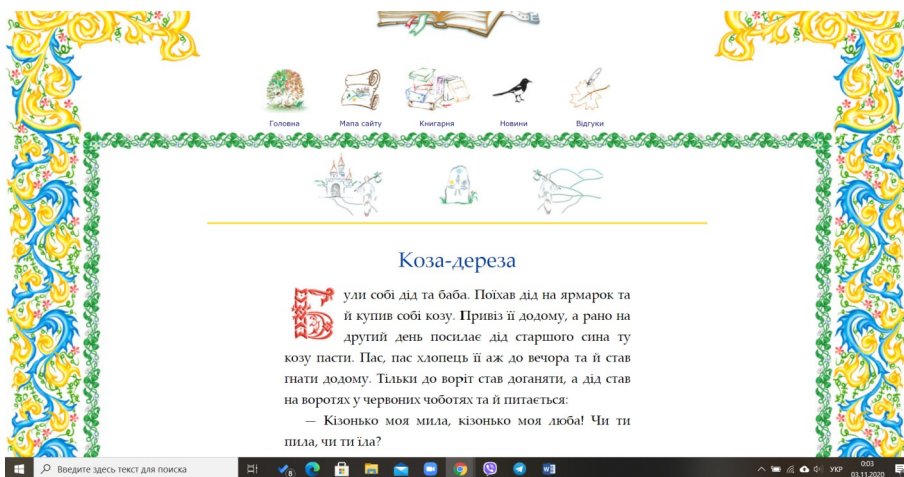 Головна Мапа сайту Книгарня Новини Відгуки
Коза-дереза
Були собі дід та баба. Поїхав дід на ярмарок та
й купив собі козу. Привіз її додому, а рано на
другий день посилає дід старшого сина ту
козу пасти. Пас, пас хлопець її аж до вечора та й став
гнати додому. Тільки до воріт став доганяти, а дід став
на воротях у червоних чоботях та й питається:
— Кізонько моя мила, кізонько моя люба! Чи ти
пила, чи ти їла?
Введите здесь текст для поиска
УКР
0:03
03.11.2020